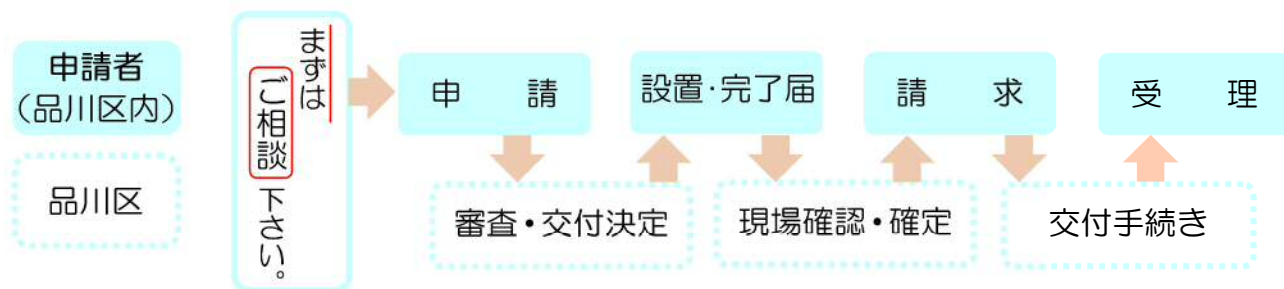 申請者
（品川区内）
品川区
まずは
ご相談下さい。
申請
設置・完了届
請求
受理
審査・交付決定
現場確認・確定
交付手続き